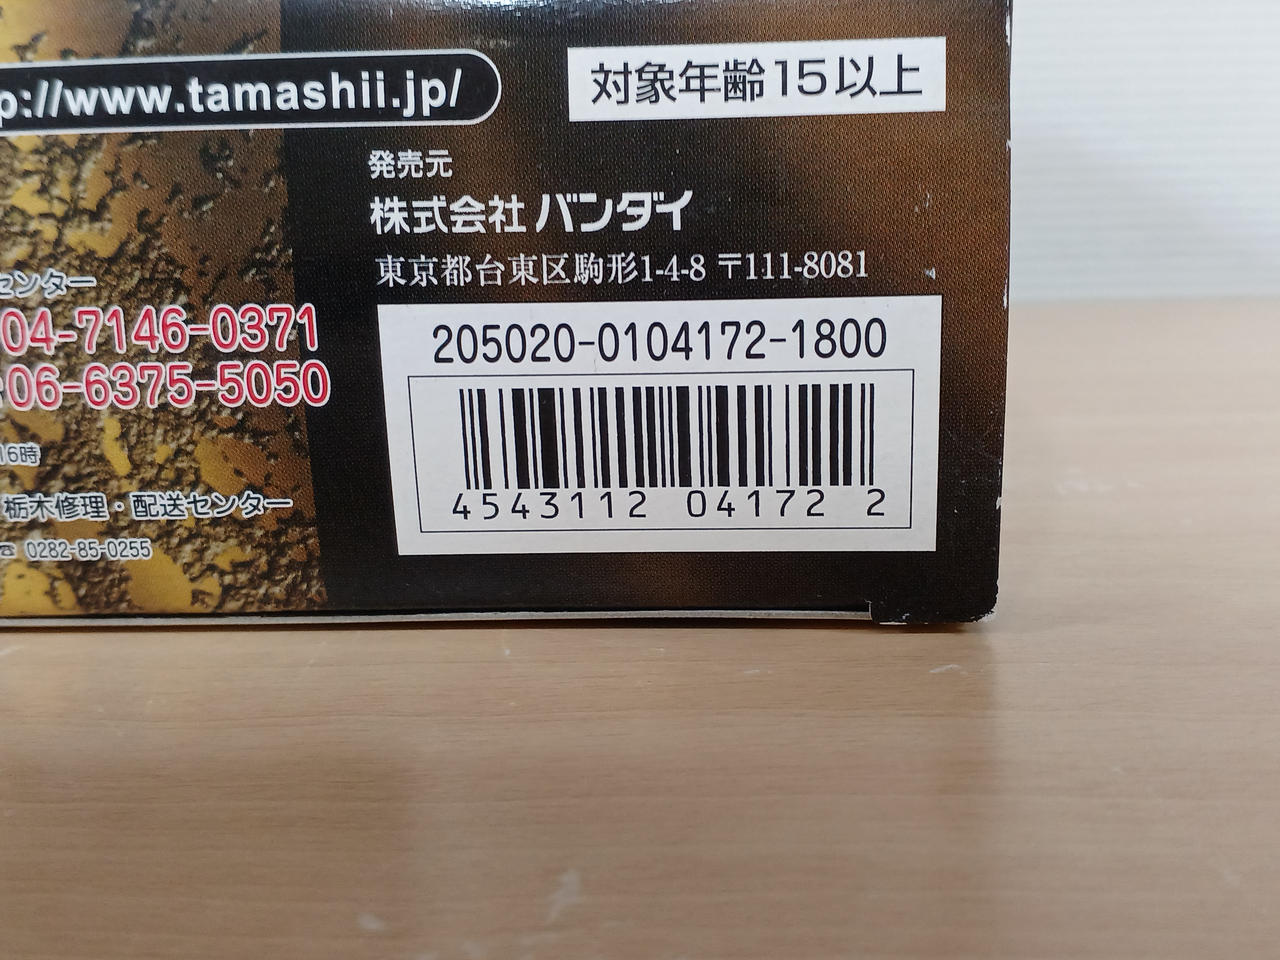 p://www.tamashii.jp/
対象年齢15以上
発売元
株式会社 バンダイ
東京都台東区駒形1-4-8 〒111-8081
センター
04-7146-0371
:06-6375-5050
16時
栃木修理・配送センター
☎ 0282-85-0255
205020-0104172-1800
4543112 04172 2